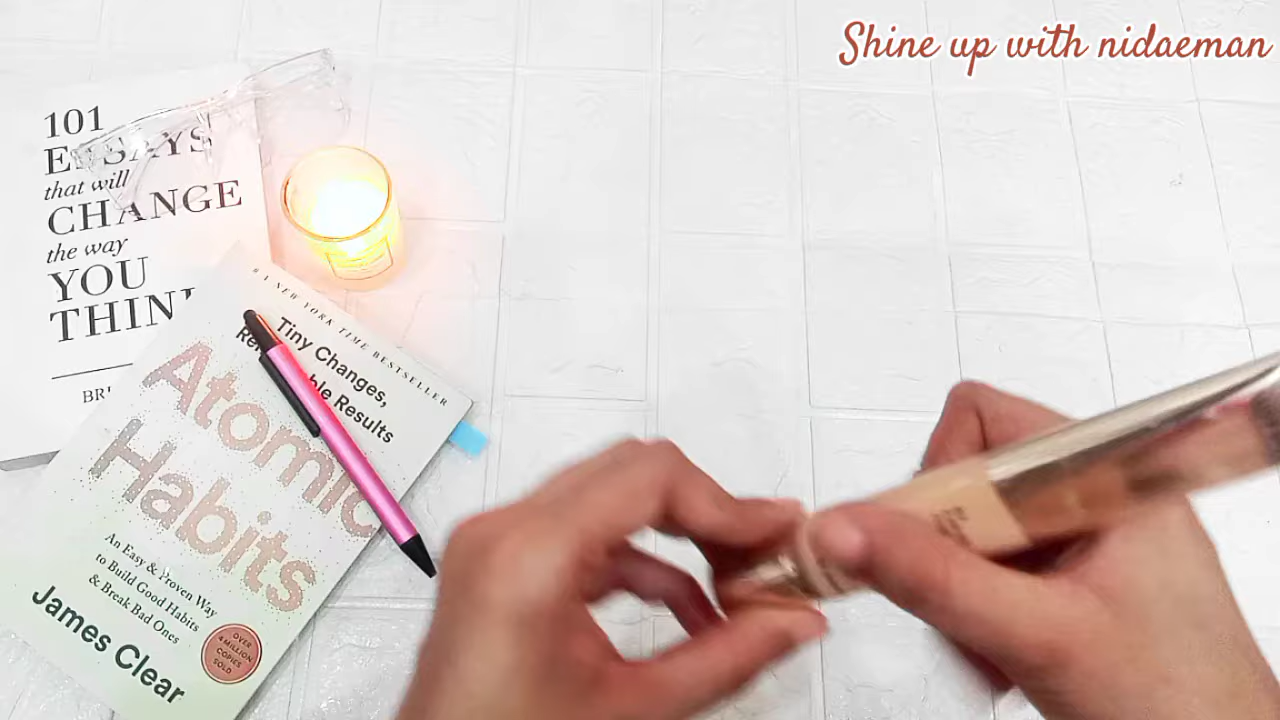 Shine up with nidaeman
101
ESSAYS
that will
CHANGE
the way
YOU
#1 NEW YORK TIMES BESTSELLER
Tiny Changes,
Results
Atomic
Habits
An Easy & Proven Way
to Build Good Habits
& Break Bad Ones
James Clear
OVER
4 MILLION
COPIES
SOLD